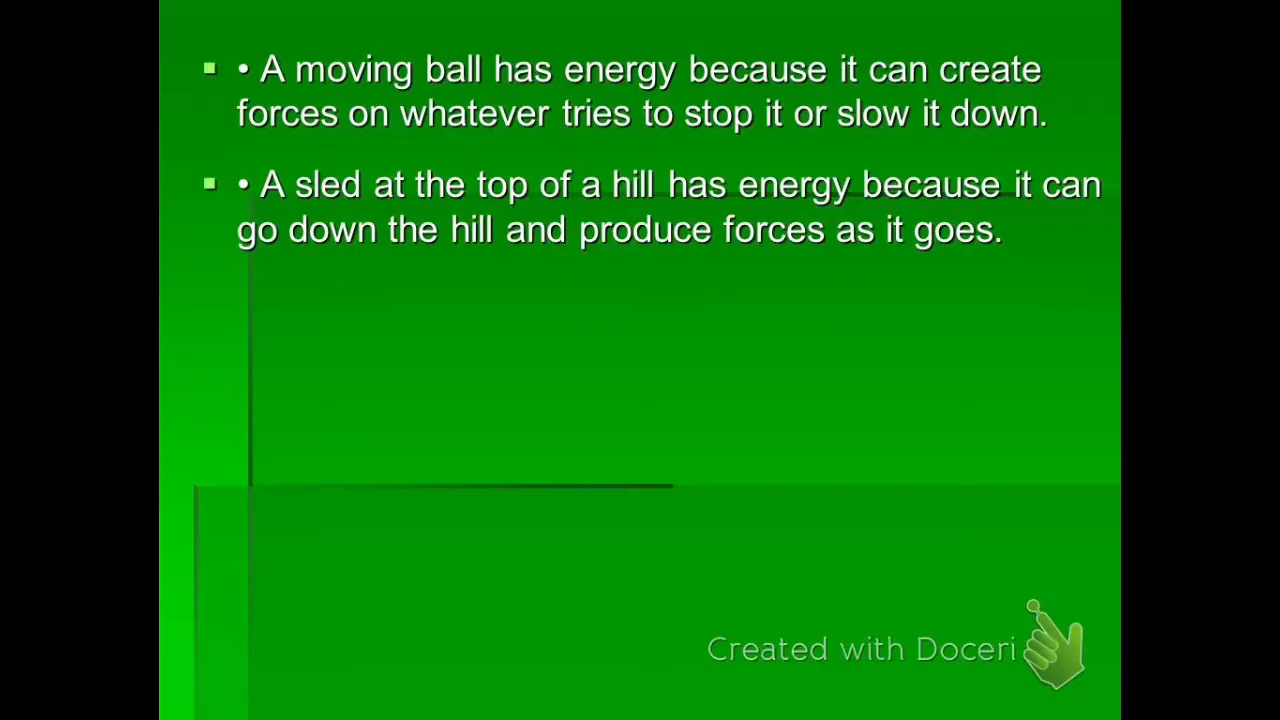 ▪ • A moving ball has energy because it can create
forces on whatever tries to stop it or slow it down.
▪ • A sled at the top of a hill has energy because it can
go down the hill and produce forces as it goes.
Created with Doceri